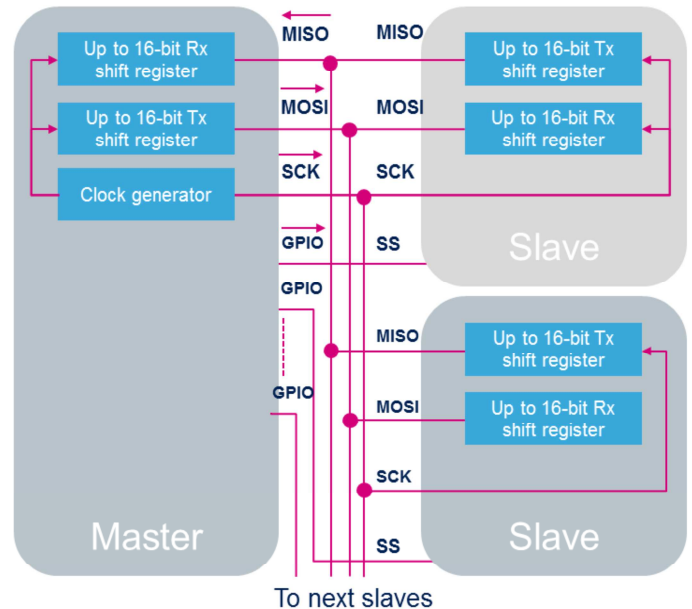 Up to 16-bit Rx
shift register
Up to 16-bit Tx
shift register
Clock generator
Master
MISO
MOSI
SCK
GPIO
GPIO
GPIO
MISO
MOSI
SCK
SS
Up to 16-bit Tx
shift register
Up to 16-bit Rx
shift register
Slave
MISO
MOSI
SCK
SS
Up to 16-bit Tx
shift register
Up to 16-bit Rx
shift register
Slave
To next slaves